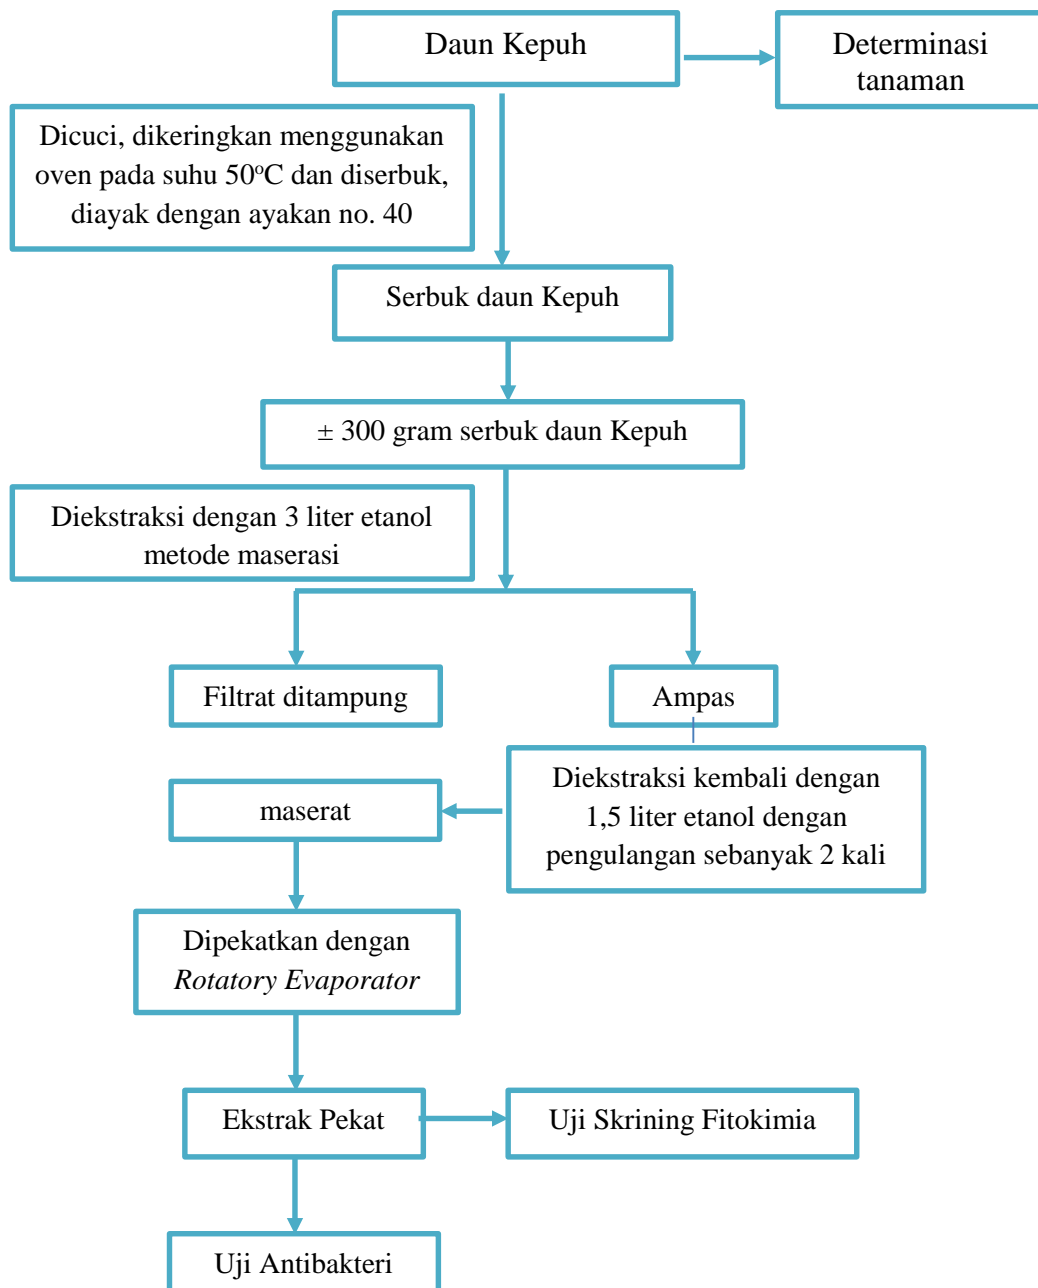 Daun Kepuh
Determinasi
tanaman
Dicuci, dikeringkan menggunakan
oven pada suhu 50°C dan diserbuk,
diayak dengan ayakan no. 40
Serbuk daun Kepuh
± 300 gram serbuk daun Kepuh
Diekstraksi dengan 3 liter etanol
metode maserasi
Filtrat ditampung
Ampas
Diekstraksi kembali dengan
1,5 liter etanol dengan
pengulangan sebanyak 2 kali
maserat
Dipekatkan dengan
Rotatory Evaporator
Ekstrak Pekat
Uji Skrining Fitokimia
Uji Antibakteri